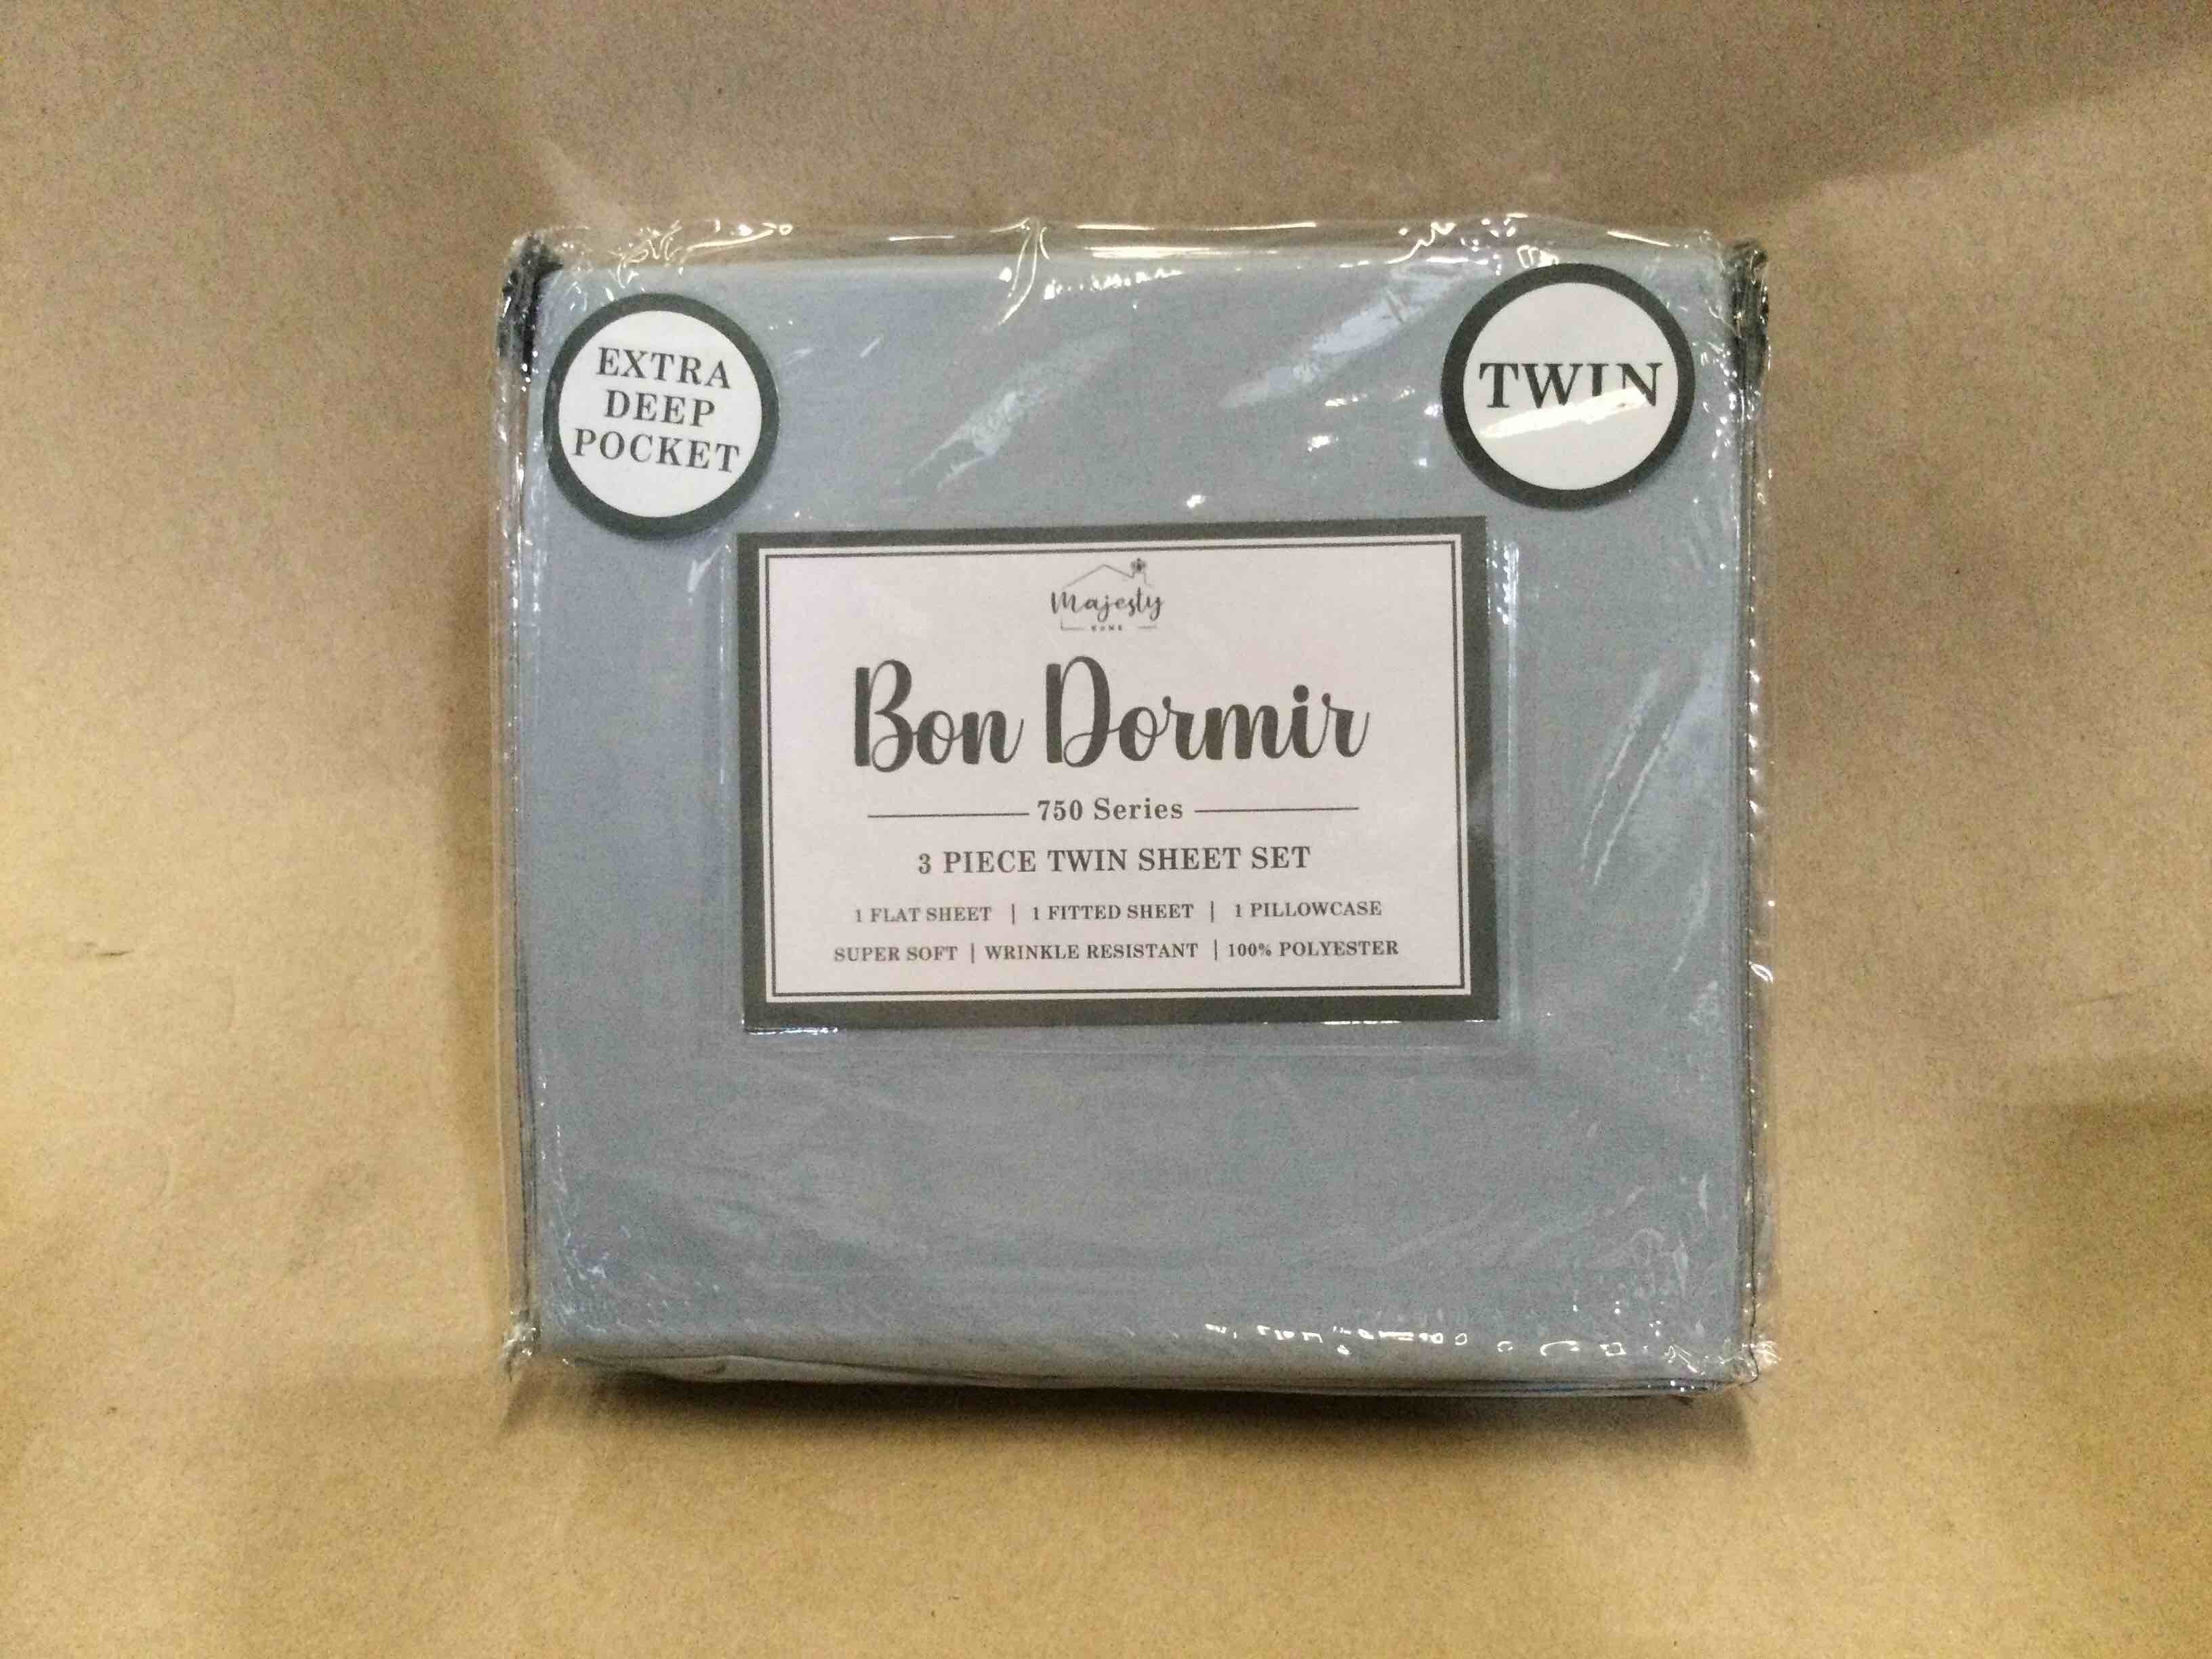 EXTRA
DEEP
POCKET
TWIN
Majesty
HOME
Bon Dormir
750 Series
3 PIECE TWIN SHEET SET
1 FLAT SHEET | 1 FITTED SHEET | 1 PILLOWCASE
SUPER SOFT | WRINKLE RESISTANT | 100% POLYESTER